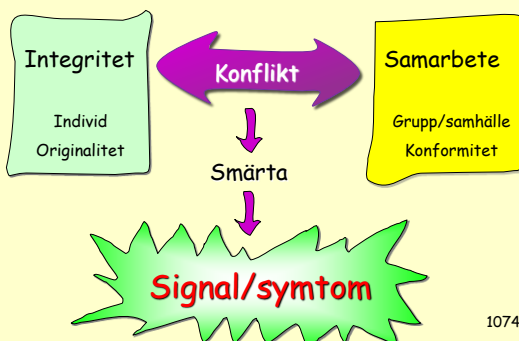 Integritet
Individ
Originalitet
Konflikt
Samarbete
Grupp/samhälle
Konformitet
Smärta
Signal/symtom
1074